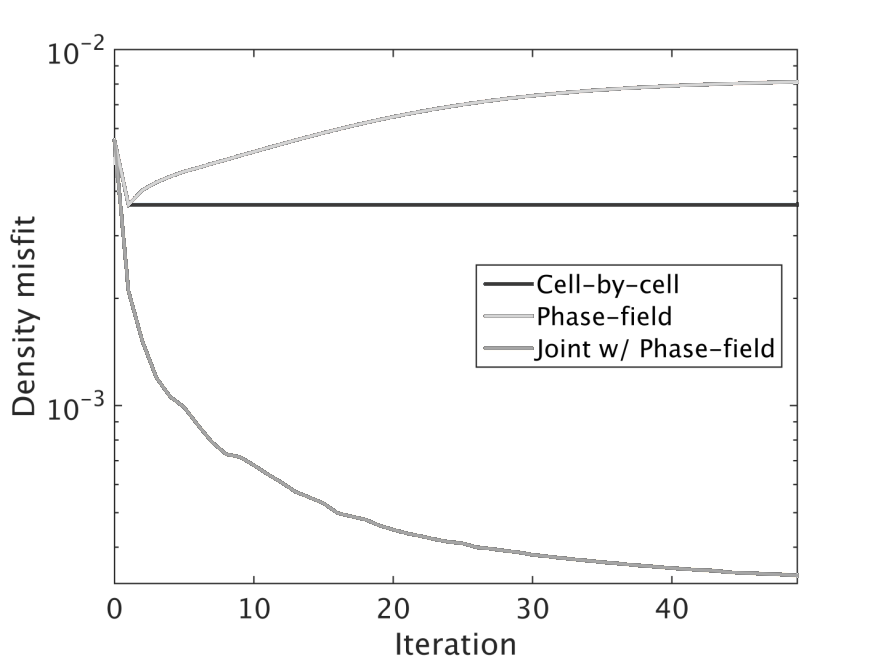 10⁻²
10⁻³
Density misfit
Cell-by-cell
Phase-field
Joint w/ Phase-field
0 10 20 30 40
Iteration